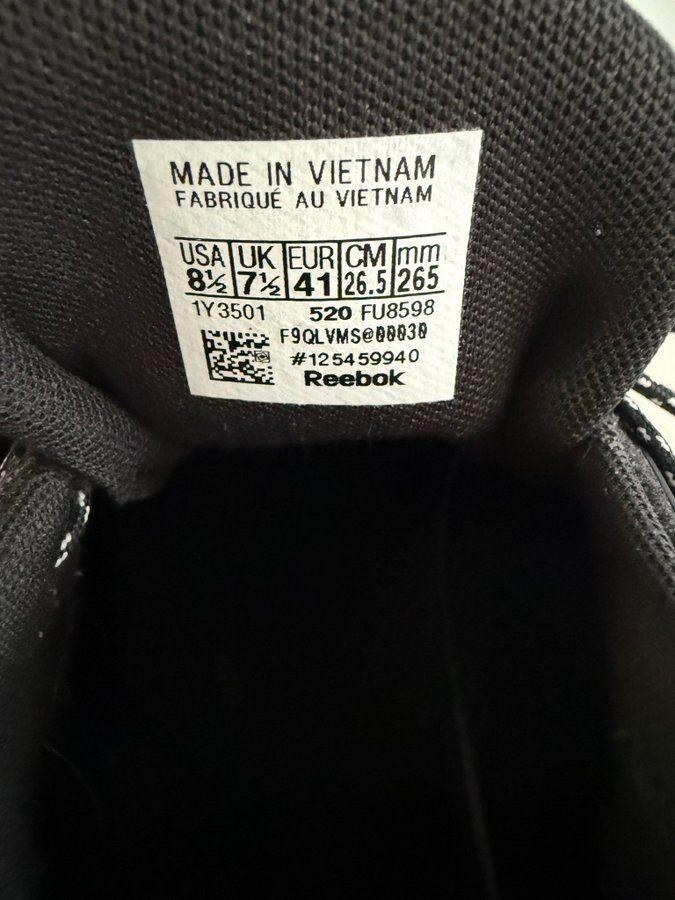 MADE IN VIETNAM
FABRIQUÉ AU VIETNAM
USA UK EUR CM mm
8½ 7½ 41 26.5 265
1Y3501 520 FU8598
F9QLVMS@00030
#125459940
Reebok